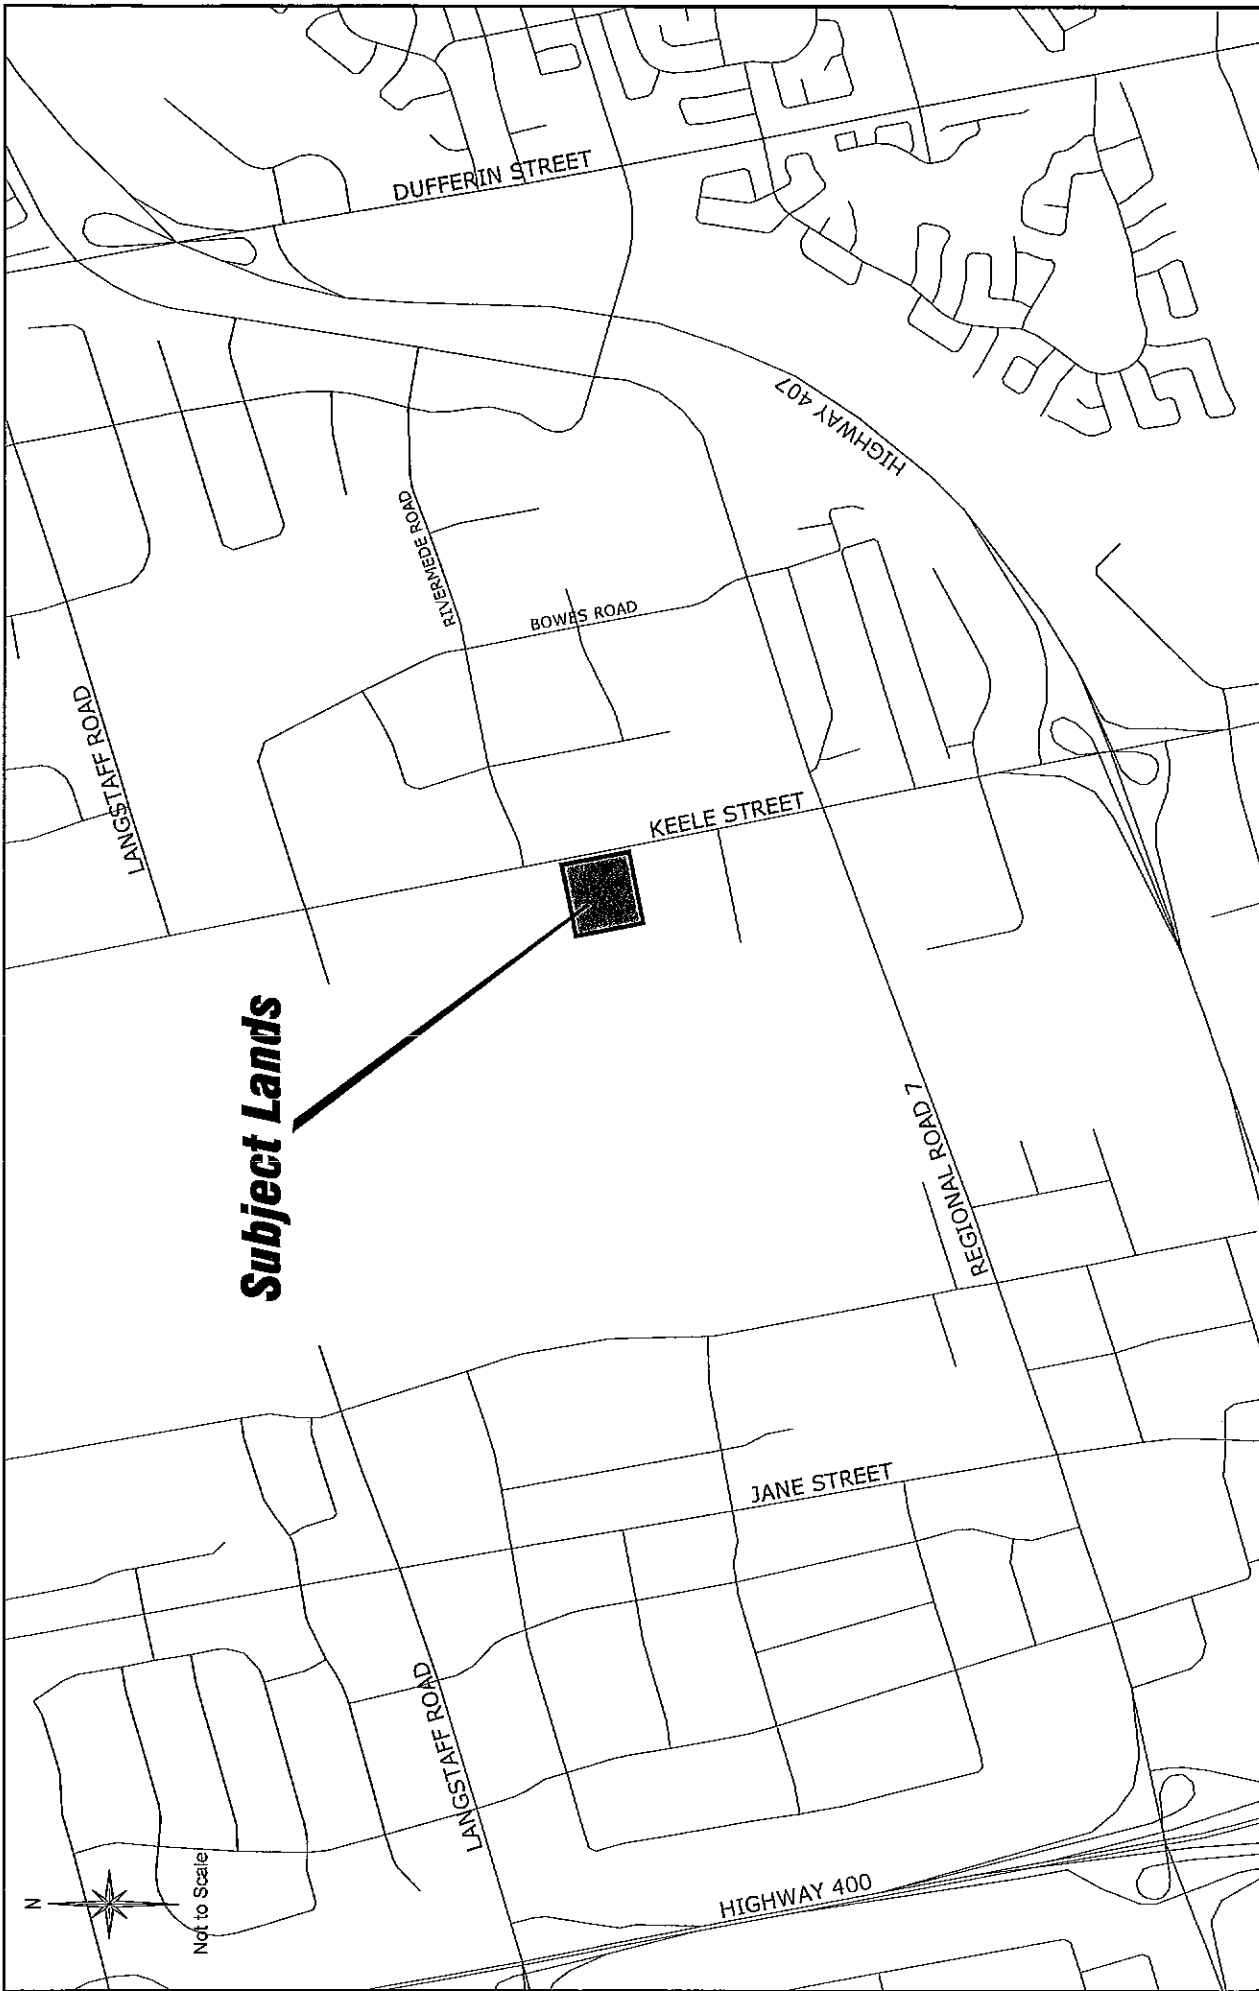 N
Not to Scale
Subject Lands
LANGSTAFF ROAD
LANGSTAFF ROAD
HIGHWAY 400
JANE STREET
REGIONAL ROAD 7
KEELE STREET
BOWES ROAD
RIVERMEDE ROAD
HIGHWAY 407
DUFFERIN STREET